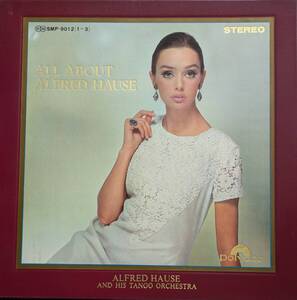 SMP-9012(1~3)
STEREO
ALL ABOUT
ALFRED HAUSE
ALFRED HAUSE
AND HIS TANGO ORCHESTRA